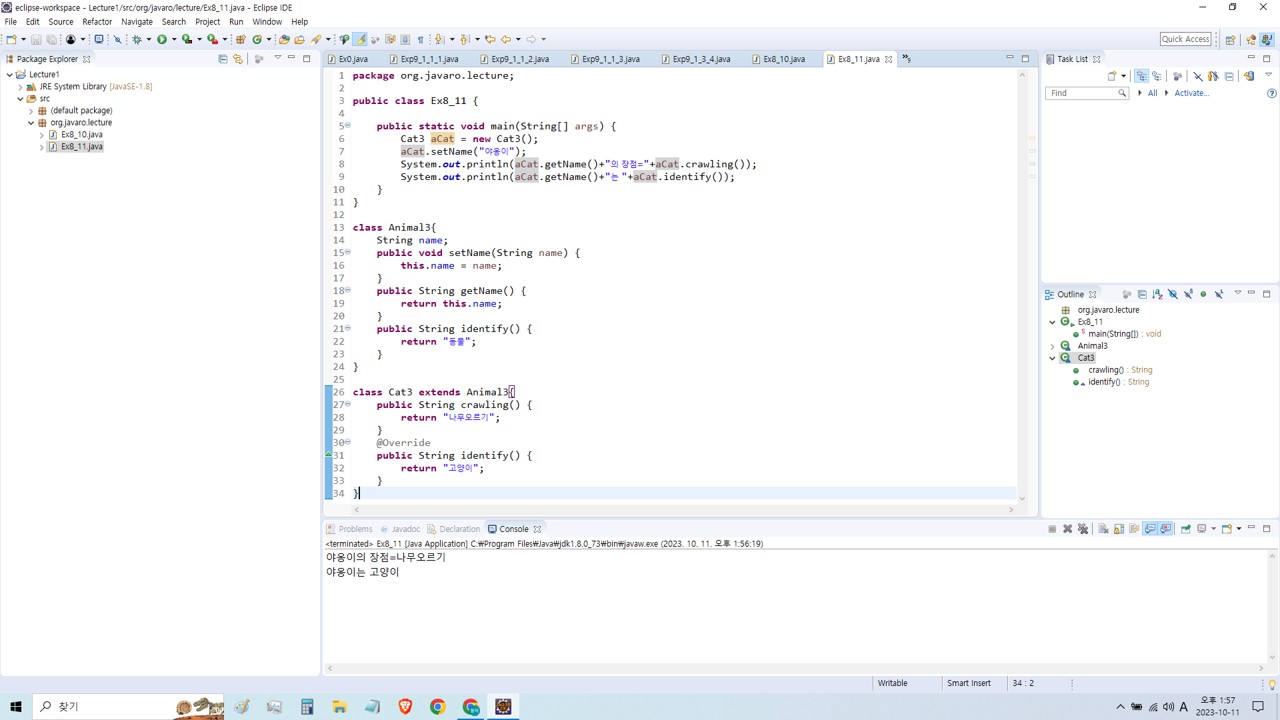 eclipse-workspace - Lecture1/src/org/javaro/lecture/Ex8_11.java - Eclipse IDE
File Edit Source Refactor Navigate Search Project Run Window Help
Quick Access
Package Explorer
Lecture1
JRE System Library [JavaSE-1.8]
src
(default package)
org.javaro.lecture
Ex8_10.java
Ex8_11.java
Ex0.java Exp9_1_1_1.java Exp9_1_1_2.java Exp9_1_1_3.java Exp9_1_3_4.java Ex8_10.java Ex8_11.java
1 package org.javaro.lecture;
2
3 public class Ex8_11 {
4
5 public static void main(String[] args) {
6 Cat3 aCat = new Cat3();
7 aCat.setName("야옹이");
8 System.out.println(aCat.getName()+"의 장점="+aCat.crawling());
9 System.out.println(aCat.getName()+"는 "+aCat.identify());
10 }
11 }
12
13 class Animal3{
14 String name;
15 public void setName(String name) {
16 this.name = name;
17 }
18 public String getName() {
19 return this.name;
20 }
21 public String identify() {
22 return "동물";
23 }
24 }
25
26 class Cat3 extends Animal3{
27 public String crawling() {
28 return "나무오르기";
29 }
30 @Override
31 public String identify() {
32 return "고양이";
33 }
34 }
Task List
Find All Activate...
Outline
org.javaro.lecture
Ex8_11
main(String[]) : void
Animal3
Cat3
crawling() : String
identify() : String
Problems Javadoc Declaration Console
<terminated> Ex8_11 [Java Application] C:₩Program Files₩Java₩jdk1.8.0_73₩bin₩javaw.exe (2023. 10. 11. 오후 1:56:19)
야옹이의 장점=나무오르기
야옹이는 고양이
Writable Smart Insert 34 : 2
찾기
A 오후 1:57
2023-10-11